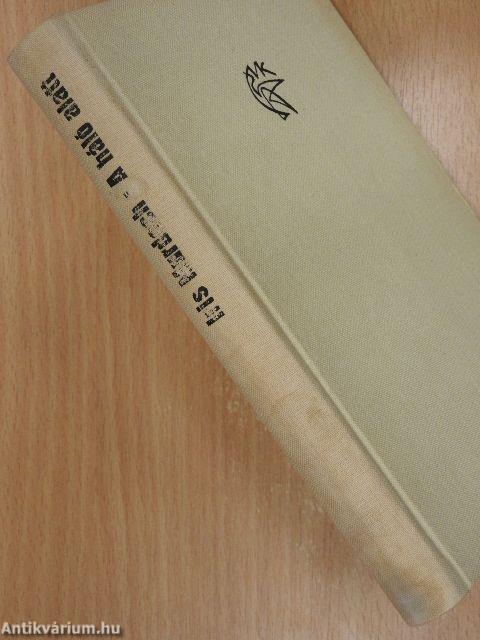 Iris Murdoch · A háló alatt
Antikvárium.hu